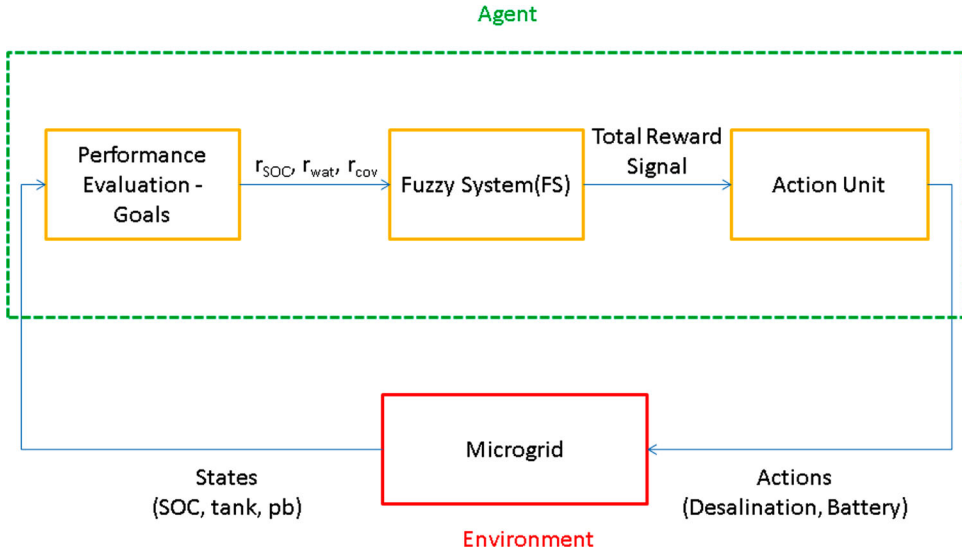 Agent
Performance
Evaluation -
Goals
rSOC, rwat, rcov
Fuzzy System(FS)
Total Reward
Signal
Action Unit
Microgrid
States
(SOC, tank, pb)
Actions
(Desalination, Battery)
Environment